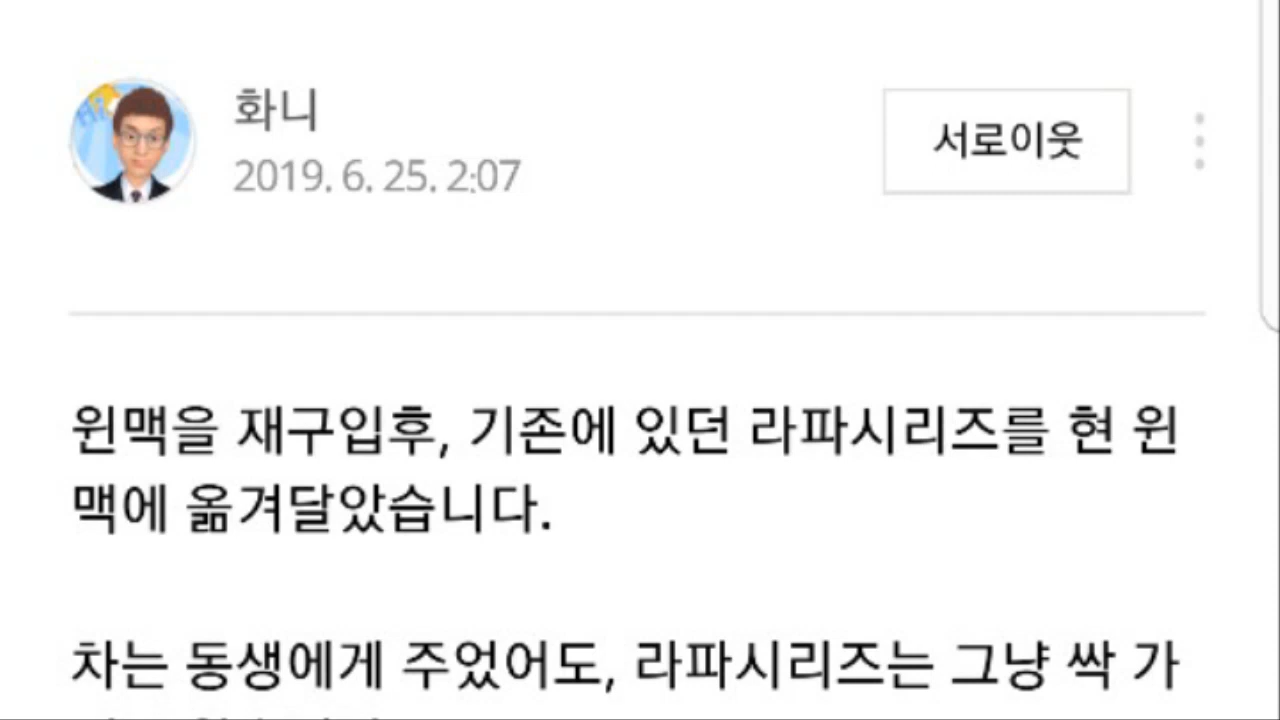 Hi
화니
2019. 6. 25. 2:07
서로이웃
윈맥을 재구입후, 기존에 있던 라파시리즈를 현 윈
맥에 옮겨달았습니다.
차는 동생에게 주었어도, 라파시리즈는 그냥 싹 가